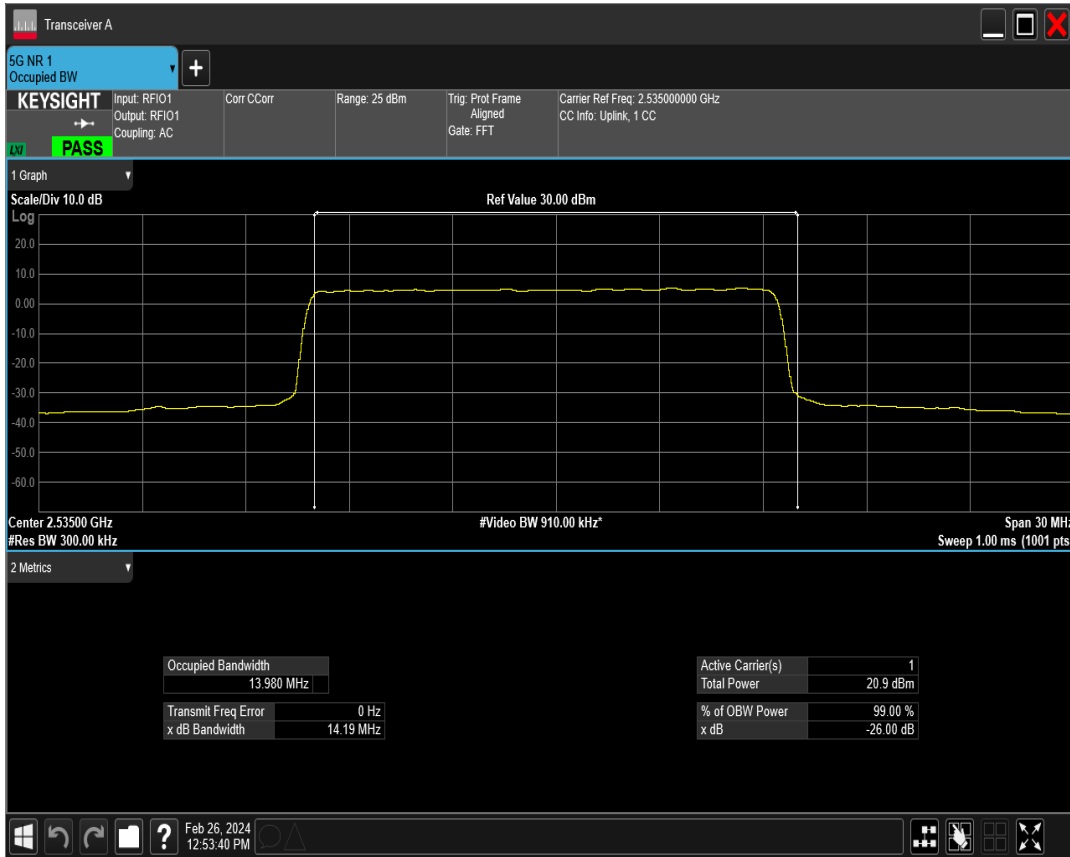 Transceiver A
5G NR 1
Occupied BW
KEYSIGHT
LXI
PASS
Input: RFIO1
Output: RFIO1
Coupling: AC
Corr CCorr
Range: 25 dBm
Trig: Prot Frame
Aligned
Gate: FFT
Carrier Ref Freq: 2.535000000 GHz
CC Info: Uplink, 1 CC
1 Graph
Scale/Div 10.0 dB
Ref Value 30.00 dBm
Log
20.0
10.0
0.00
-10.0
-20.0
-30.0
-40.0
-50.0
-60.0
Center 2.53500 GHz
#Video BW 910.00 kHz*
Span 30 MHz
#Res BW 300.00 kHz
Sweep 1.00 ms (1001 pts
2 Metrics
Occupied Bandwidth
13.980 MHz
Transmit Freq Error 0 Hz
x dB Bandwidth 14.19 MHz
Active Carrier(s) 1
Total Power 20.9 dBm
% of OBW Power 99.00 %
x dB -26.00 dB
?
Feb 26, 2024
12:53:40 PM